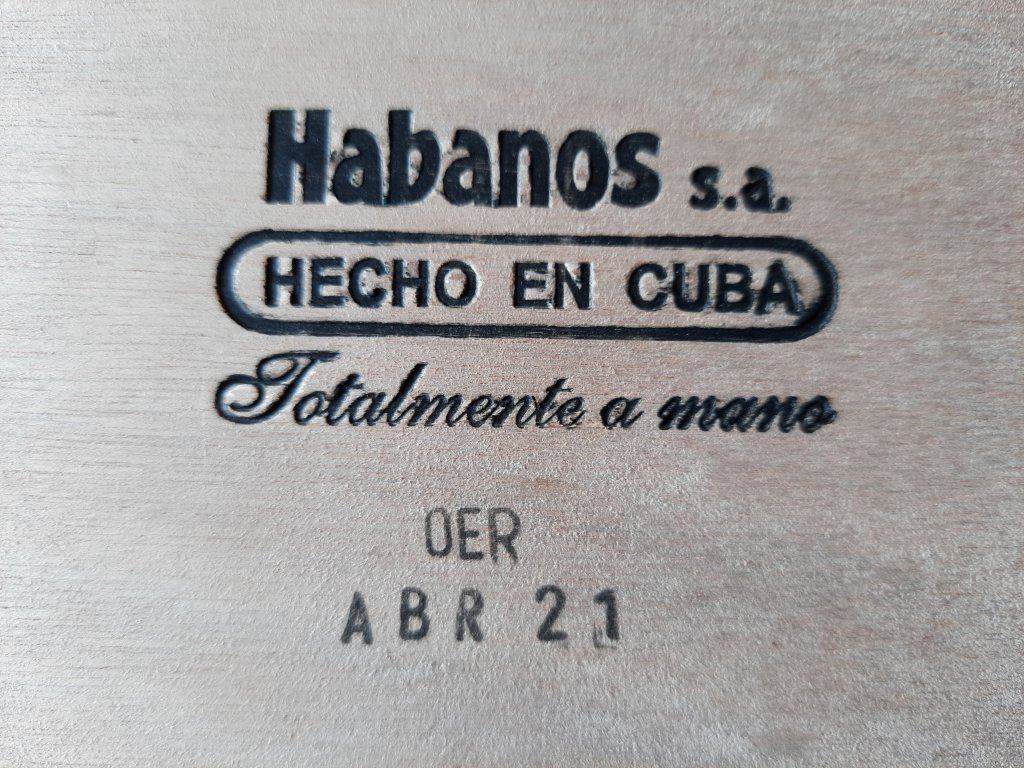 Habanos s.a.
HECHO EN CUBA
Totalmente a mano
OER
ABR 21